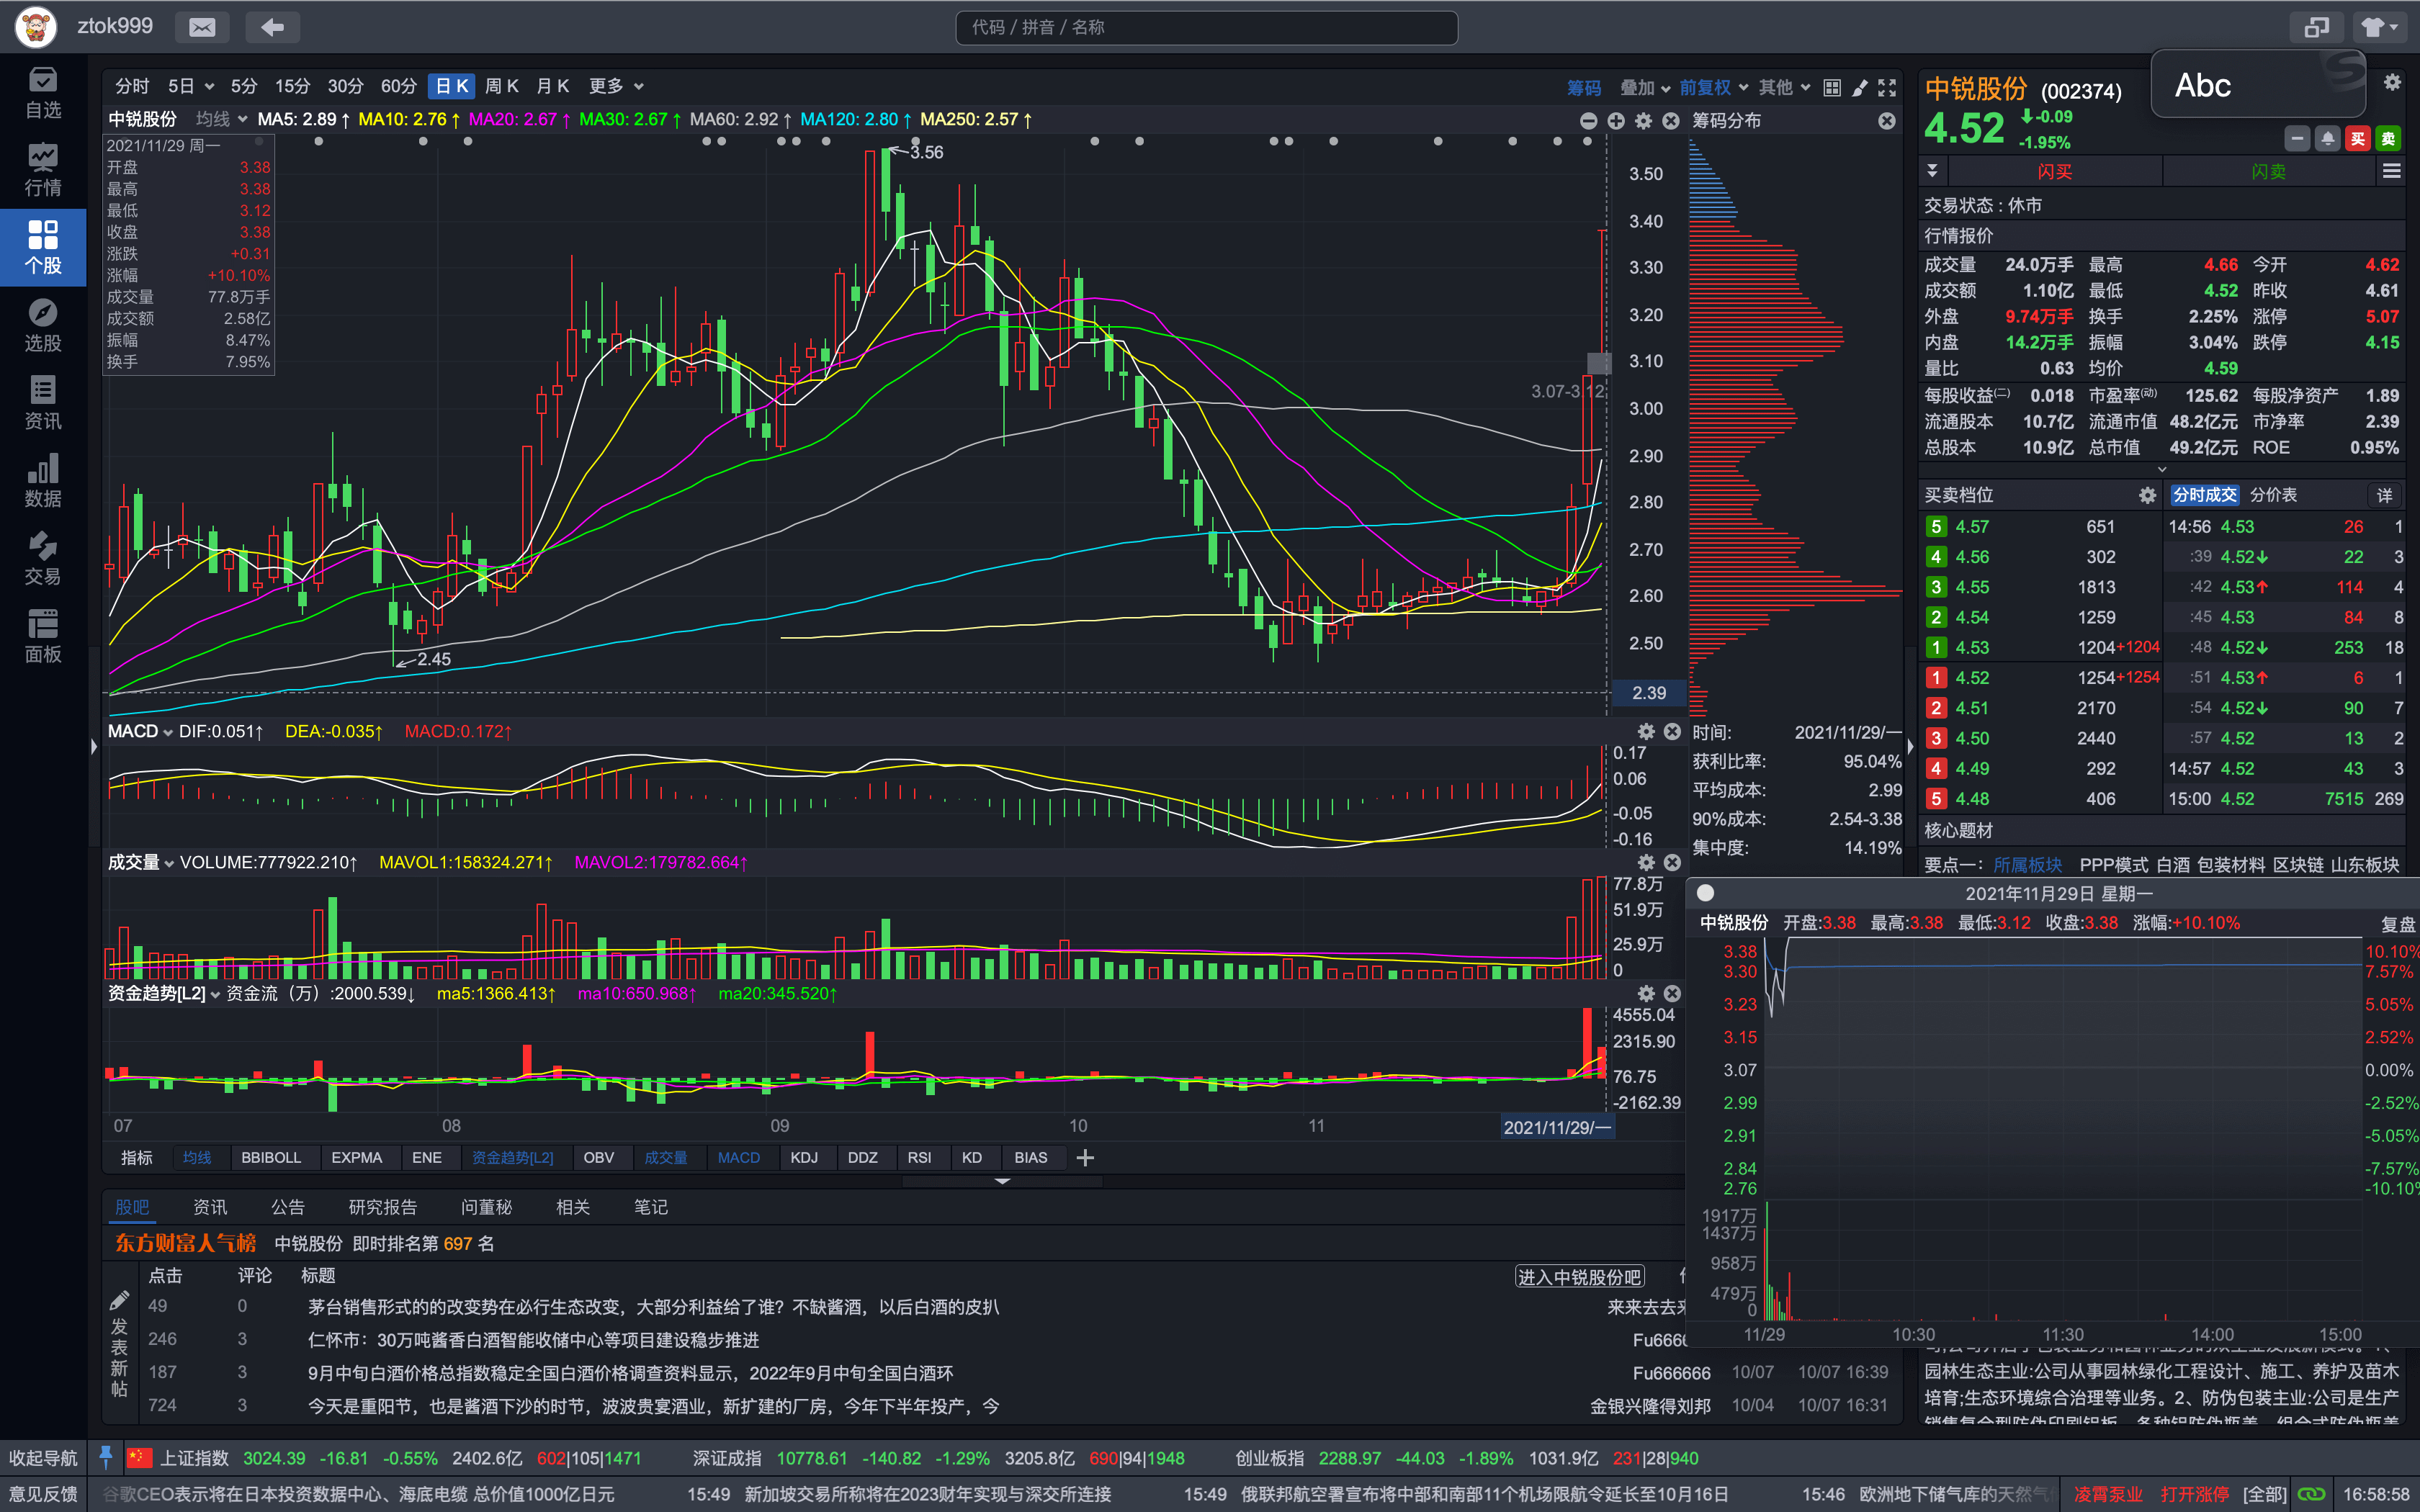 ztok999
代码 / 拼音 / 名称
Abc
自选
行情
个股
选股
资讯
数据
交易
面板
分时 5日 5分 15分 30分 60分 日K 周K 月K 更多
筹码 叠加 前复权 其他
中锐股份 均线 MA5: 2.89↑ MA10: 2.76↑ MA20: 2.67↑ MA30: 2.67↑ MA60: 2.92↑ MA120: 2.80↑ MA250: 2.57↑
筹码分布
2021/11/29 周一
开盘 3.38
最高 3.38
最低 3.12
收盘 3.38
涨跌 +0.31
涨幅 +10.10%
成交量 77.8万手
成交额 2.58亿
振幅 8.47%
换手 7.95%
3.56
2.45
3.07-3.12
3.50
3.40
3.30
3.20
3.10
3.00
2.90
2.80
2.70
2.60
2.50
2.39
MACD DIF:0.051↑ DEA:-0.035↑ MACD:0.172↑
0.17
0.06
-0.05
-0.16
成交量 VOLUME:777922.210↑ MAVOL1:158324.271↑ MAVOL2:179782.664↑
77.8万
51.9万
25.9万
0
资金趋势[L2] 资金流（万）:2000.539↓ ma5:1366.413↑ ma10:650.968↑ ma20:345.520↑
4555.04
2315.90
76.75
-2162.39
07 08 09 10 11 2021/11/29/一
时间: 2021/11/29/一
获利比率: 95.04%
平均成本: 2.99
90%成本: 2.54-3.38
集中度: 14.19%
指标 均线 BBIBOLL EXPMA ENE 资金趋势[L2] OBV 成交量 MACD KDJ DDZ RSI KD BIAS
股吧 资讯 公告 研究报告 问董秘 相关 笔记
东方财富人气榜 中锐股份 即时排名第 697 名
点击 评论 标题
进入中锐股份吧
发表新帖
49 0 茅台销售形式的的改变势在必行生态改变，大部分利益给了谁？不缺酱酒，以后白酒的皮扒 来来去去来
246 3 仁怀市：30万吨酱香白酒智能收储中心等项目建设稳步推进 Fu6666
187 3 9月中旬白酒价格总指数稳定全国白酒价格调查资料显示，2022年9月中旬全国白酒环 Fu666666 10/07 10/07 16:39
724 3 今天是重阳节，也是酱酒下沙的时节，波波贵宴酒业，新扩建的厂房，今年下半年投产，今 金银兴隆得刘邦 10/04 10/07 16:31
中锐股份 (002374)
4.52 -0.09
-1.95%
买 卖
闪买 闪卖
交易状态 : 休市
行情报价
成交量 24.0万手 最高 4.66 今开 4.62
成交额 1.10亿 最低 4.52 昨收 4.61
外盘 9.74万手 换手 2.25% 涨停 5.07
内盘 14.2万手 振幅 3.04% 跌停 4.15
量比 0.63 均价 4.59
每股收益(二) 0.018 市盈率(动) 125.62 每股净资产 1.89
流通股本 10.7亿 流通市值 48.2亿元 市净率 2.39
总股本 10.9亿 总市值 49.2亿元 ROE 0.95%
买卖档位 分时成交 分价表 详
5 4.57 651
4 4.56 302
3 4.55 1813
2 4.54 1259
1 4.53 1204+1204
1 4.52 1254+1254
2 4.51 2170
3 4.50 2440
4 4.49 292
5 4.48 406
14:56 4.53 26 1
:39 4.52↓ 22 3
:42 4.53↑ 114 4
:45 4.53 84 8
:48 4.52↓ 253 18
:51 4.53↑ 6 1
:54 4.52↓ 90 7
:57 4.52 13 2
14:57 4.52 43 3
15:00 4.52 7515 269
核心题材
要点一： 所属板块 PPP模式 白酒 包装材料 区块链 山东板块
2021年11月29日 星期一
中锐股份 开盘:3.38 最高:3.38 最低:3.12 收盘:3.38 涨幅:+10.10% 复盘
3.38 10.10%
3.30 7.57%
3.23 5.05%
3.15 2.52%
3.07 0.00%
2.99 -2.52%
2.91 -5.05%
2.84 -7.57%
2.76 -10.10%
1917万
1437万
958万
479万
0
11/29 10:30 11:30 14:00 15:00
园林生态主业:公司从事园林绿化工程设计、施工、养护及苗木
培育;生态环境综合治理等业务。2、防伪包装主业:公司是生产
收起导航 上证指数 3024.39 -16.81 -0.55% 2402.6亿 602|105|1471 深证成指 10778.61 -140.82 -1.29% 3205.8亿 690|94|1948 创业板指 2288.97 -44.03 -1.89% 1031.9亿 231|28|940
意见反馈 谷歌CEO表示将在日本投资数据中心、海底电缆 总价值1000亿日元 15:49 新加坡交易所称将在2023财年实现与深交所连接 15:49 俄联邦航空署宣布将中部和南部11个机场限航令延长至10月16日 15:46 欧洲地下储气库的天然气 凌霄泵业 打开涨停 [全部] 16:58:58